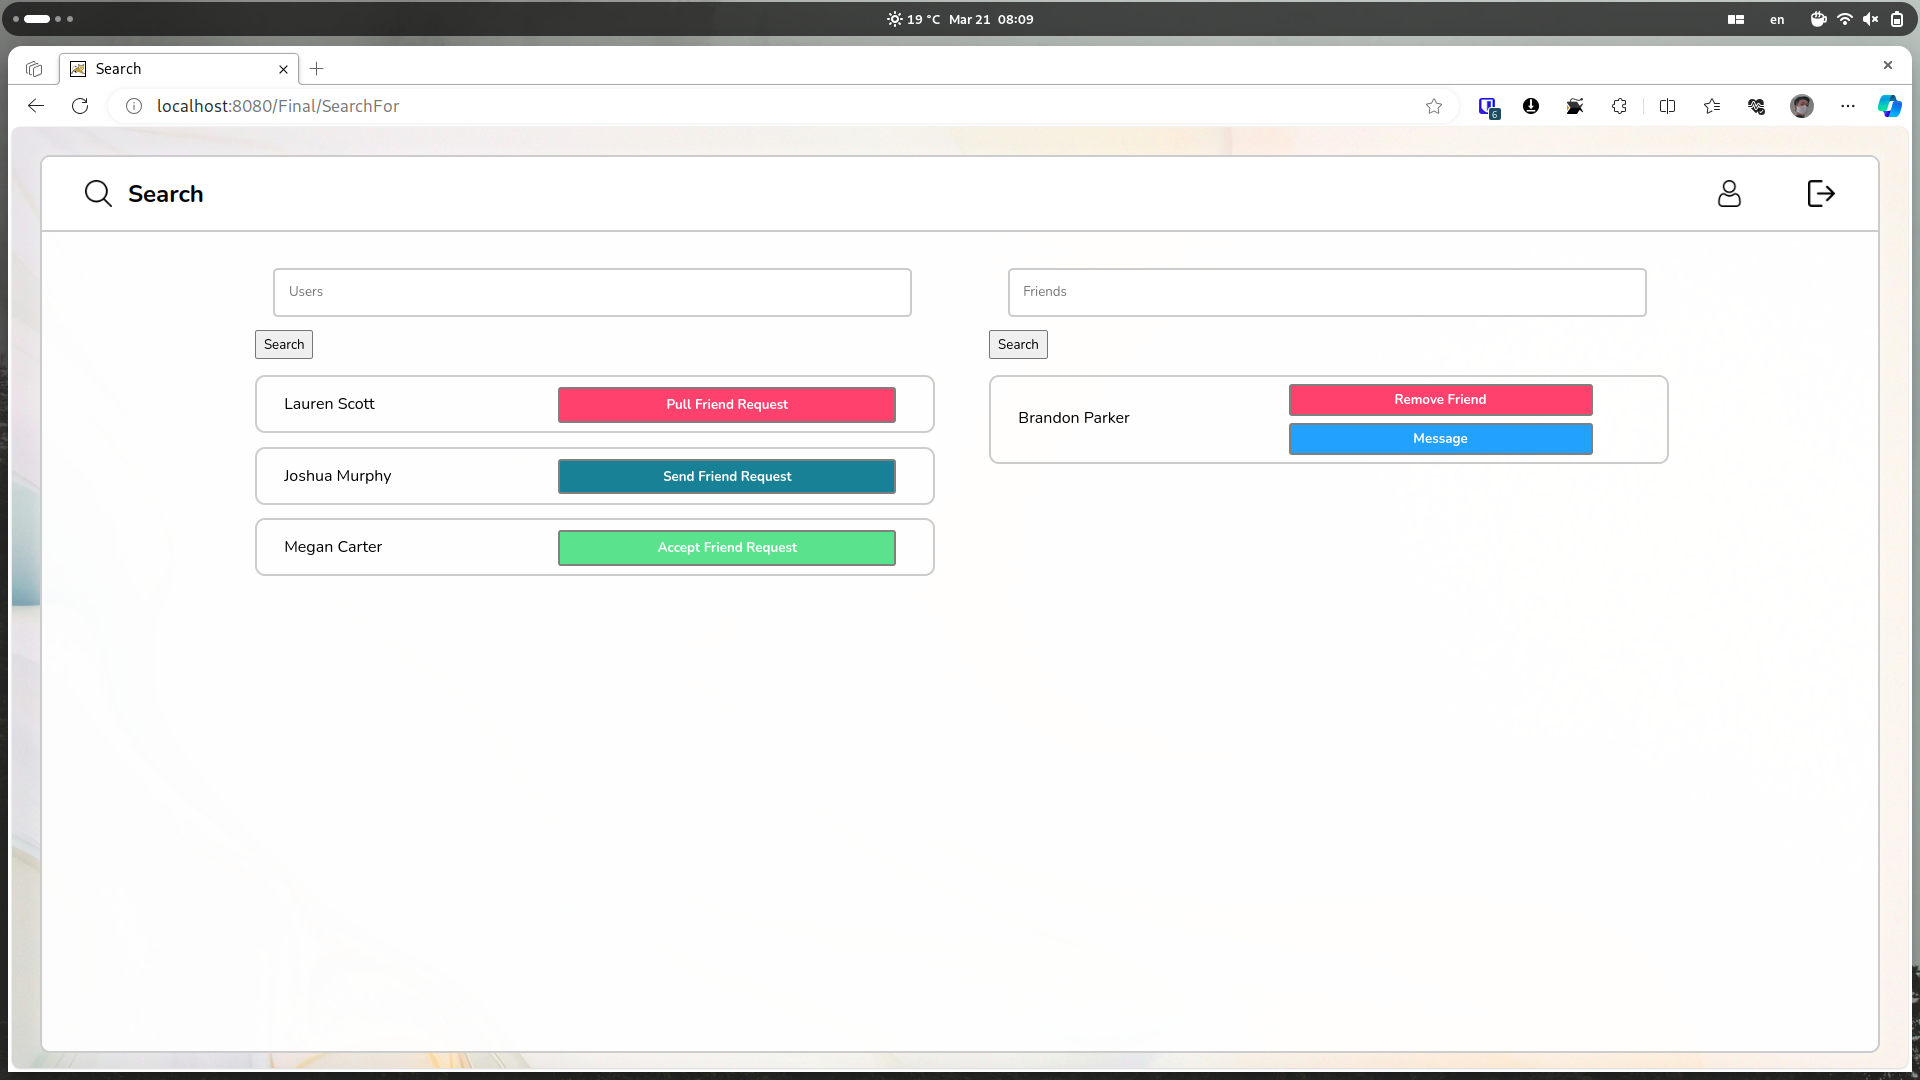 19 °C Mar 21 08:09
en
Search
localhost:8080/Final/SearchFor
6
Search
Users
Friends
Search
Search
Lauren Scott
Pull Friend Request
Joshua Murphy
Send Friend Request
Megan Carter
Accept Friend Request
Brandon Parker
Remove Friend
Message